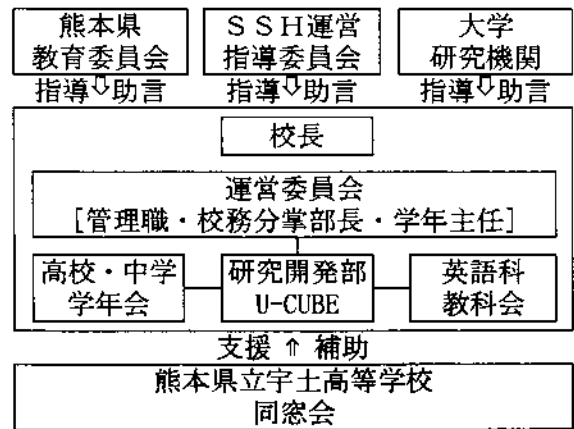 熊本県
教育委員会
ＳＳＨ運営
指導委員会
大学
研究機関
指導⇩助言
指導⇩助言
指導⇩助言
校長
運営委員会
[管理職・校務分掌部長・学年主任]
高校・中学
学年会
研究開発部
U-CUBE
英語科
教科会
支援 ⇑ 補助
熊本県立宇土高等学校
同窓会